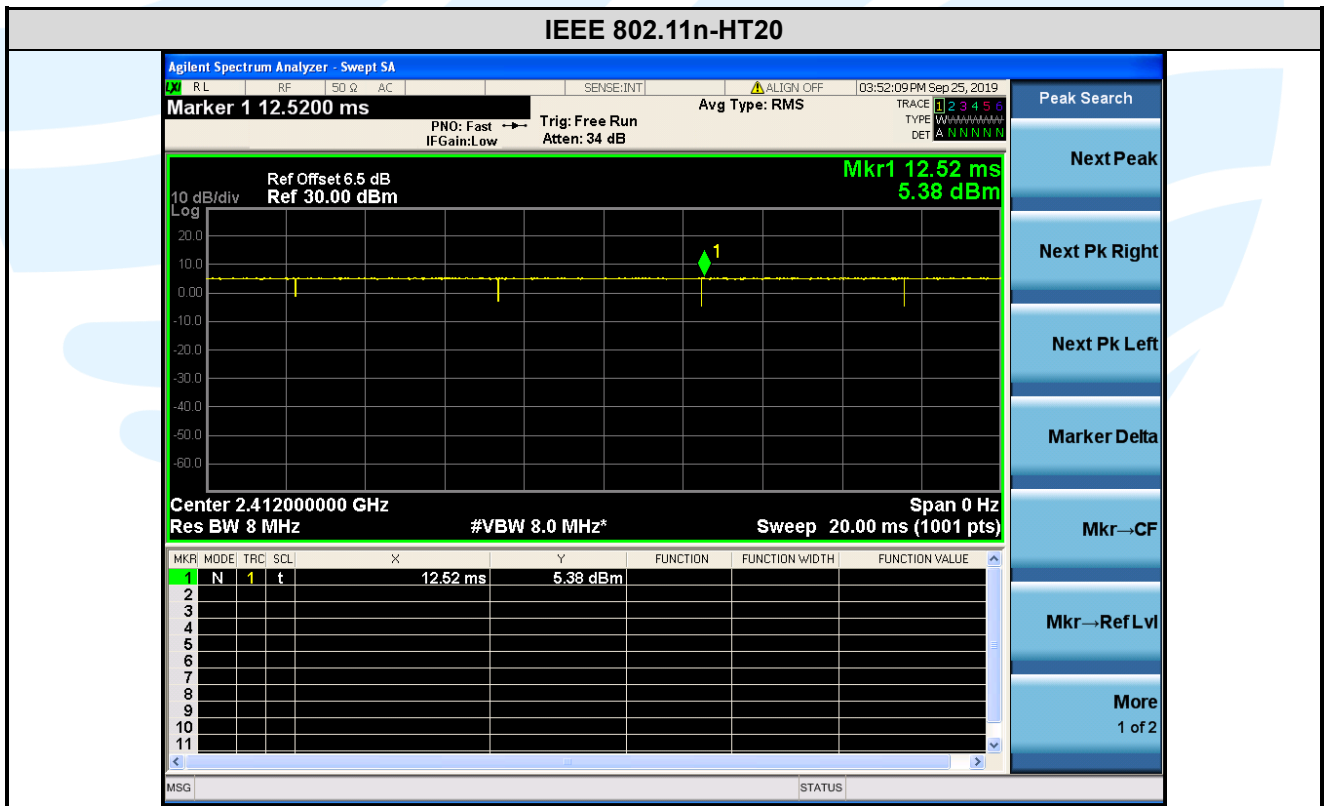 IEEE 802.11n-HT20
Agilent Spectrum Analyzer - Swept SA
LXI RL RF 50 Ω AC SENSE:INT ALIGN OFF 03:52:09 PM Sep 25, 2019
Marker 1 12.5200 ms
PNO: Fast
IFGain:Low
Trig: Free Run
Atten: 34 dB
Avg Type: RMS
TRACE 1 2 3 4 5 6
TYPE WWWWWW
DET A N N N N N
Ref Offset 6.5 dB
10 dB/div Ref 30.00 dBm
Log
Mkr1 12.52 ms
5.38 dBm
20.0
10.0
0.00
-10.0
-20.0
-30.0
-40.0
-50.0
-60.0
1
Center 2.412000000 GHz Span 0 Hz
Res BW 8 MHz #VBW 8.0 MHz* Sweep 20.00 ms (1001 pts)
MKR MODE TRC SCL X Y FUNCTION FUNCTION WIDTH FUNCTION VALUE
1 N 1 t 12.52 ms 5.38 dBm
2
3
4
5
6
7
8
9
10
11
MSG STATUS
Peak Search
Next Peak
Next Pk Right
Next Pk Left
Marker Delta
Mkr→CF
Mkr→Ref Lvl
More
1 of 2